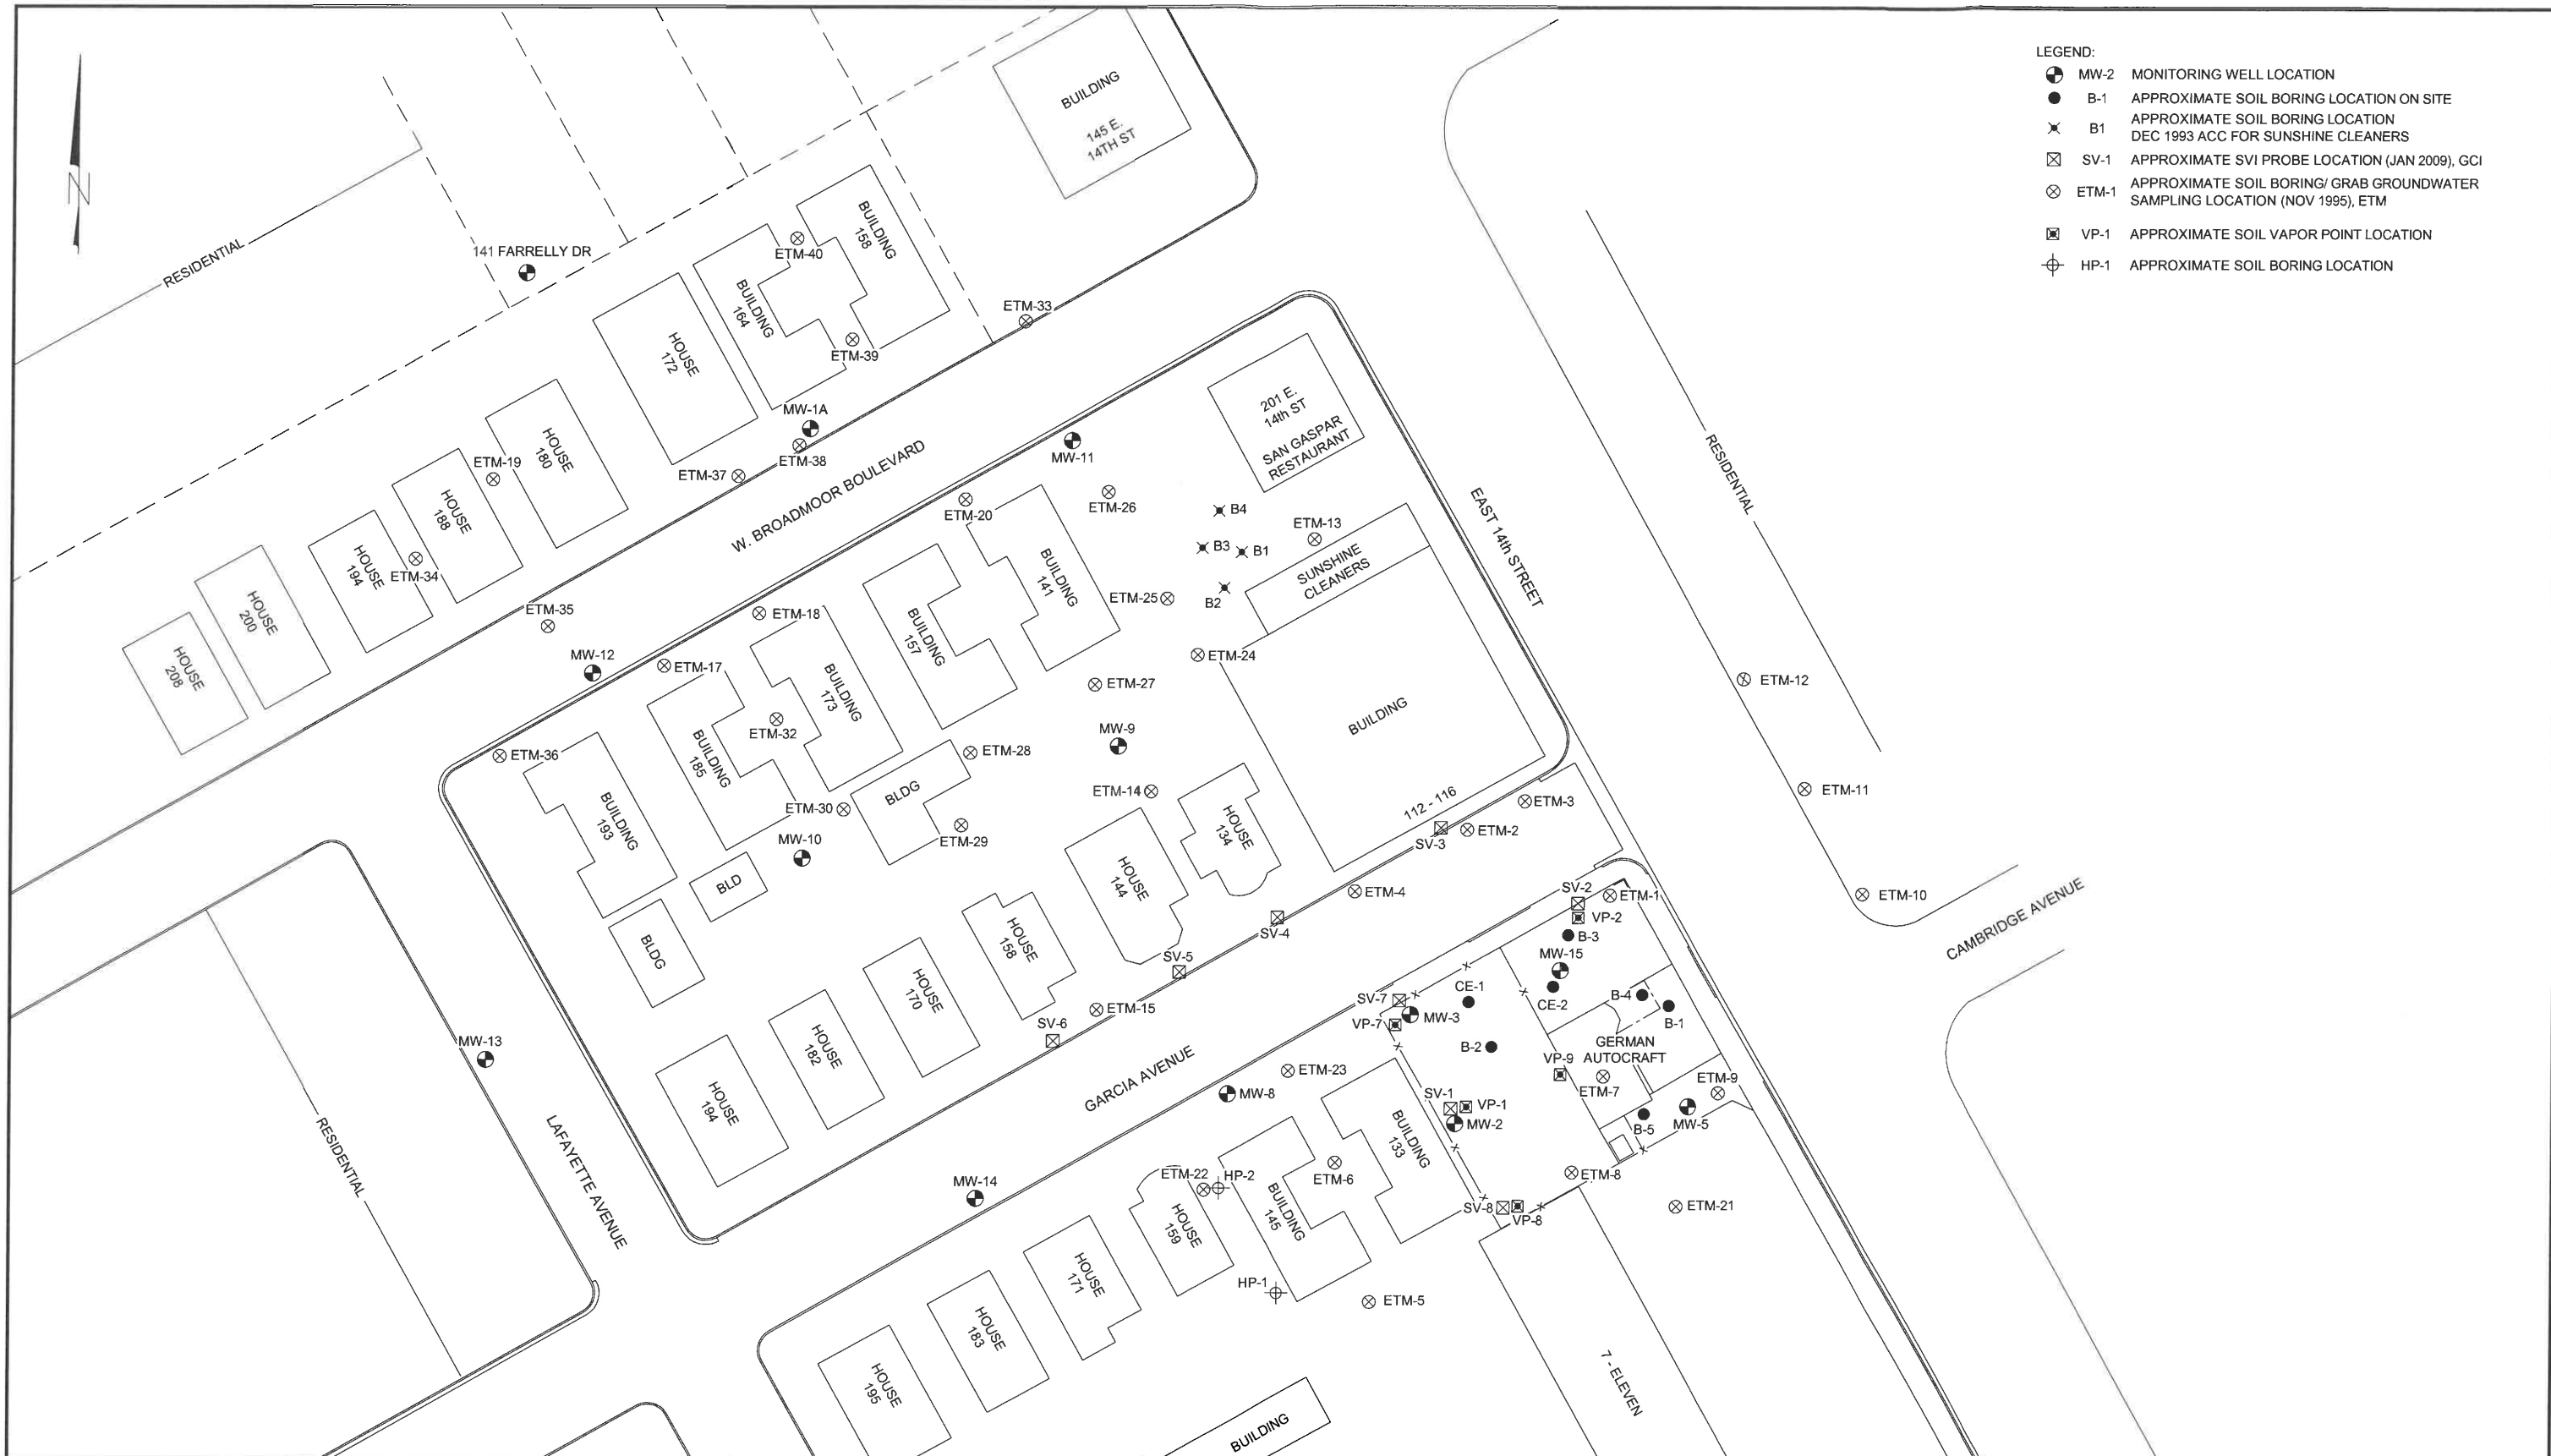 LEGEND:
MW-2 MONITORING WELL LOCATION
B-1 APPROXIMATE SOIL BORING LOCATION ON SITE
B1 APPROXIMATE SOIL BORING LOCATION
DEC 1993 ACC FOR SUNSHINE CLEANERS
SV-1 APPROXIMATE SVI PROBE LOCATION (JAN 2009), GCI
ETM-1 APPROXIMATE SOIL BORING/ GRAB GROUNDWATER
SAMPLING LOCATION (NOV 1995), ETM
VP-1 APPROXIMATE SOIL VAPOR POINT LOCATION
HP-1 APPROXIMATE SOIL BORING LOCATION
N
BUILDING
145 E.
14TH ST
RESIDENTIAL
141 FARRELLY DR
ETM-40
BUILDING
158
BUILDING
164
ETM-33
ETM-39
HOUSE
172
MW-1A
ETM-38
ETM-37
HOUSE
180
ETM-19
HOUSE
188
HOUSE
194
ETM-34
HOUSE
200
HOUSE
208
W. BROADMOOR BOULEVARD
ETM-35
MW-12
201 E.
14th ST
SAN GASPAR
RESTAURANT
MW-11
ETM-20
ETM-26
B4
ETM-13
B3
B1
B2
SUNSHINE
CLEANERS
EAST 14th STREET
RESIDENTIAL
ETM-25
BUILDING
141
BUILDING
157
ETM-18
ETM-17
ETM-24
ETM-27
BUILDING
173
ETM-32
BUILDING
185
ETM-36
BUILDING
193
MW-9
ETM-28
BUILDING
ETM-12
ETM-14
ETM-30
BLDG
ETM-29
MW-10
BLD
BLDG
112 - 116
ETM-3
ETM-2
SV-3
HOUSE
134
HOUSE
144
ETM-4
SV-4
SV-5
ETM-11
ETM-10
CAMBRIDGE AVENUE
SV-2
ETM-1
VP-2
B-3
MW-15
CE-1
CE-2
B-4
B-1
SV-7
MW-3
VP-7
B-2
GERMAN
AUTOCRAFT
VP-9
ETM-7
ETM-9
MW-5
B-5
HOUSE
158
HOUSE
170
HOUSE
182
HOUSE
194
ETM-15
SV-6
GARCIA AVENUE
MW-13
RESIDENTIAL
LAFAYETTE AVENUE
ETM-23
MW-8
SV-1
VP-1
MW-2
BUILDING
133
ETM-6
ETM-8
ETM-21
SV-8
VP-8
MW-14
ETM-22
HP-2
BUILDING
145
HOUSE
159
HP-1
ETM-5
HOUSE
171
HOUSE
183
HOUSE
195
7 - ELEVEN
BUILDING